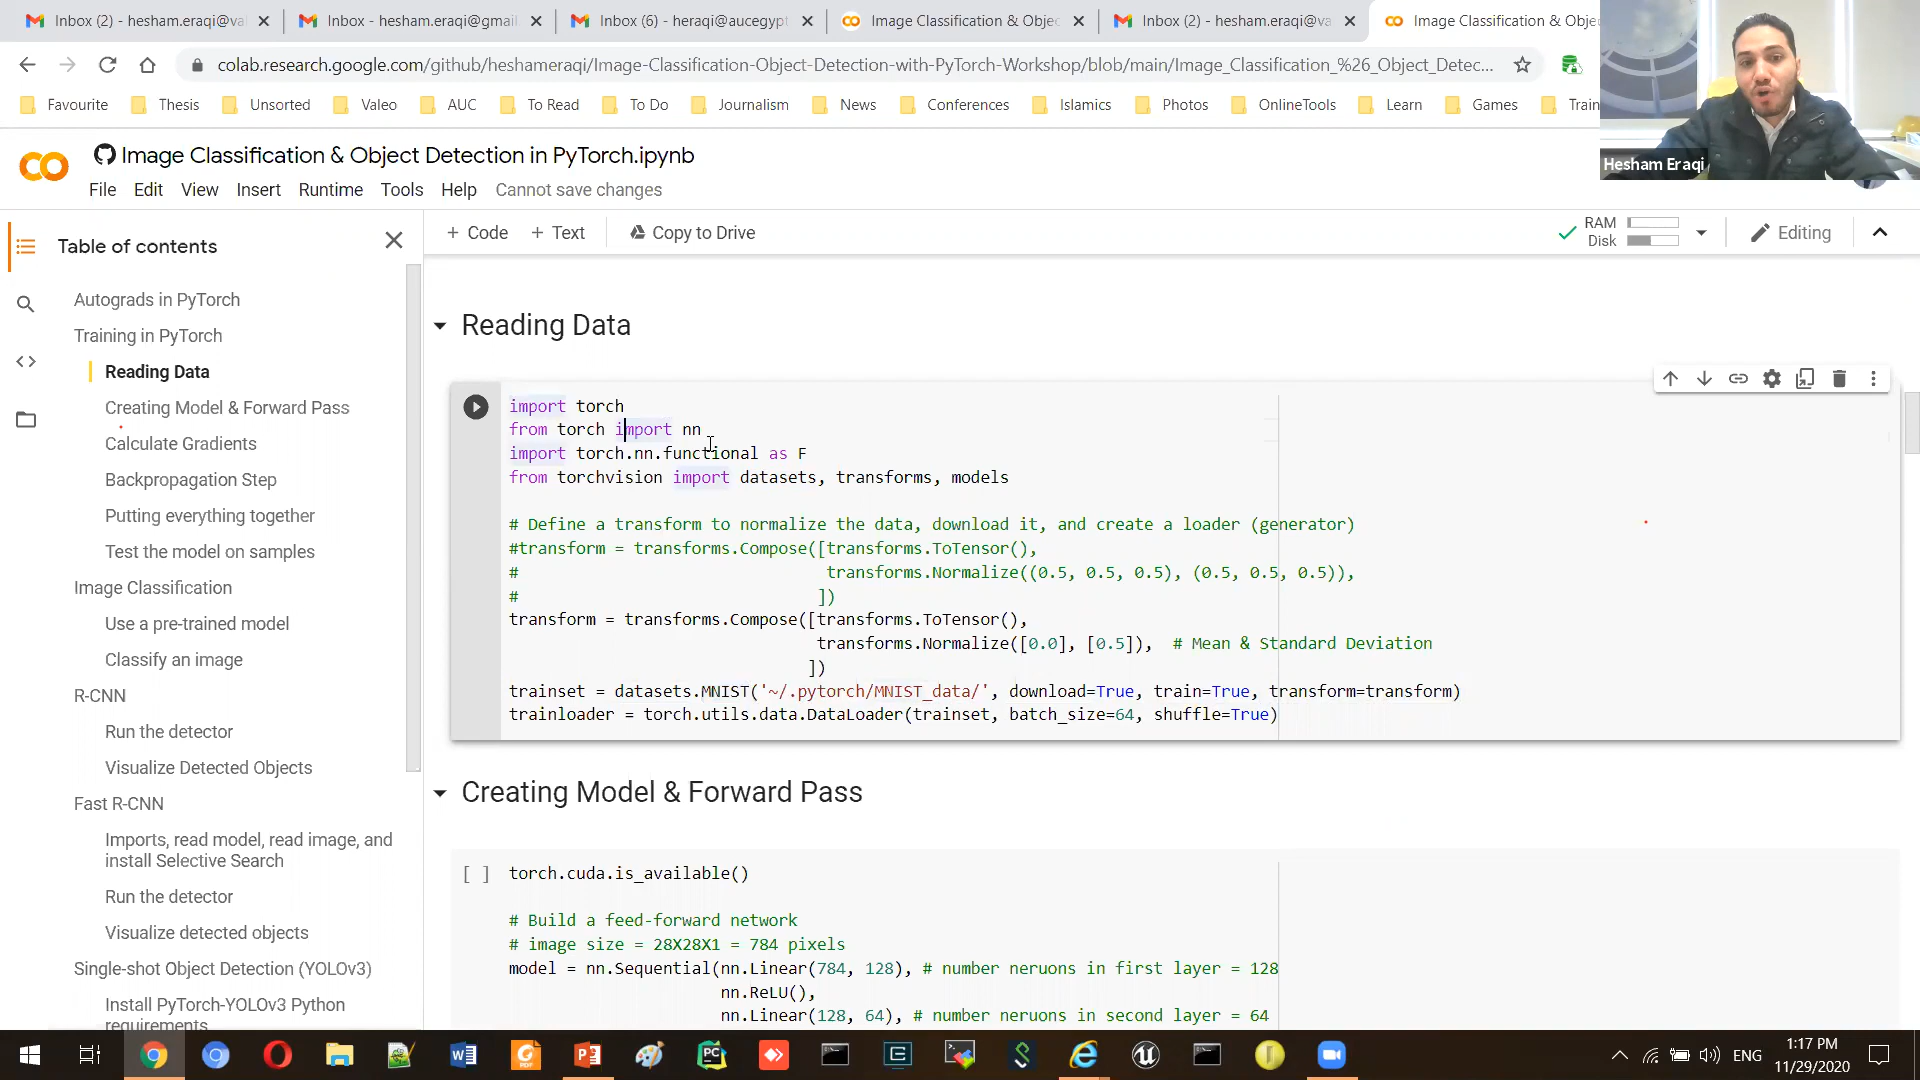 Inbox (2) - hesham.eraqi@va
Inbox - hesham.eraqi@gmail
Inbox (6) - heraqi@aucegypt
Image Classification & Objec
Inbox (2) - hesham.eraqi@va
Image Classification & Obje
colab.research.google.com/github/heshameraqi/Image-Classification-Object-Detection-with-PyTorch-Workshop/blob/main/Image_Classification_%26_Object_Detec...
Favourite
Thesis
Unsorted
Valeo
AUC
To Read
To Do
Journalism
News
Conferences
Islamics
Photos
OnlineTools
Learn
Games
Train
Hesham Eraqi
Image Classification & Object Detection in PyTorch.ipynb
File Edit View Insert Runtime Tools Help Cannot save changes
+ Code + Text Copy to Drive
RAM
Disk
Editing
Table of contents
Autograds in PyTorch
Training in PyTorch
Reading Data
Creating Model & Forward Pass
Calculate Gradients
Backpropagation Step
Putting everything together
Test the model on samples
Image Classification
Use a pre-trained model
Classify an image
R-CNN
Run the detector
Visualize Detected Objects
Fast R-CNN
Imports, read model, read image, and
install Selective Search
Run the detector
Visualize detected objects
Single-shot Object Detection (YOLOv3)
Install PyTorch-YOLOv3 Python
requirements
Reading Data
import torch
from torch import nn
import torch.nn.functional as F
from torchvision import datasets, transforms, models
# Define a transform to normalize the data, download it, and create a loader (generator)
#transform = transforms.Compose([transforms.ToTensor(),
# transforms.Normalize((0.5, 0.5, 0.5), (0.5, 0.5, 0.5)),
# ])
transform = transforms.Compose([transforms.ToTensor(),
transforms.Normalize([0.0], [0.5]), # Mean & Standard Deviation
])
trainset = datasets.MNIST('~/.pytorch/MNIST_data/', download=True, train=True, transform=transform)
trainloader = torch.utils.data.DataLoader(trainset, batch_size=64, shuffle=True)
Creating Model & Forward Pass
[ ] torch.cuda.is_available()
# Build a feed-forward network
# image size = 28X28X1 = 784 pixels
model = nn.Sequential(nn.Linear(784, 128), # number neruons in first layer = 128
nn.ReLU(),
nn.Linear(128, 64), # number neruons in second layer = 64
ENG
1:17 PM
11/29/2020